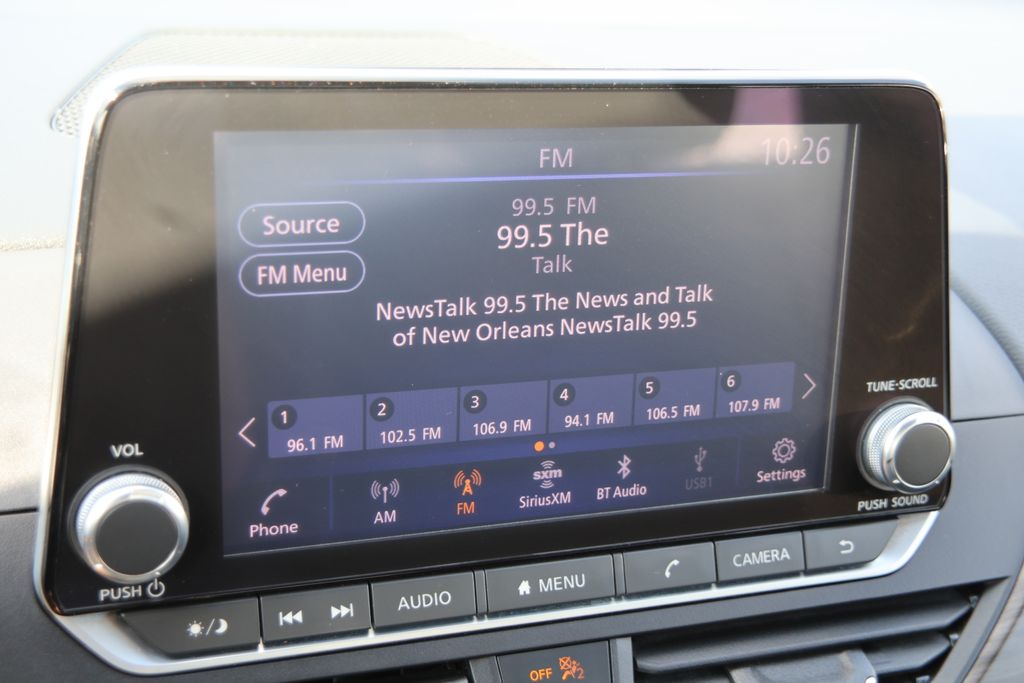 FM
10:26
Source
FM Menu
99.5 FM
99.5 The
Talk
NewsTalk 99.5 The News and Talk
of New Orleans NewsTalk 99.5
1
96.1 FM
2
102.5 FM
3
106.9 FM
4
94.1 FM
5
106.5 FM
6
107.9 FM
Phone
AM
FM
sxm
SiriusXM
BT Audio
USB1
Settings
VOL
PUSH
TUNE·SCROLL
PUSH SOUND
AUDIO
MENU
CAMERA
OFF
2